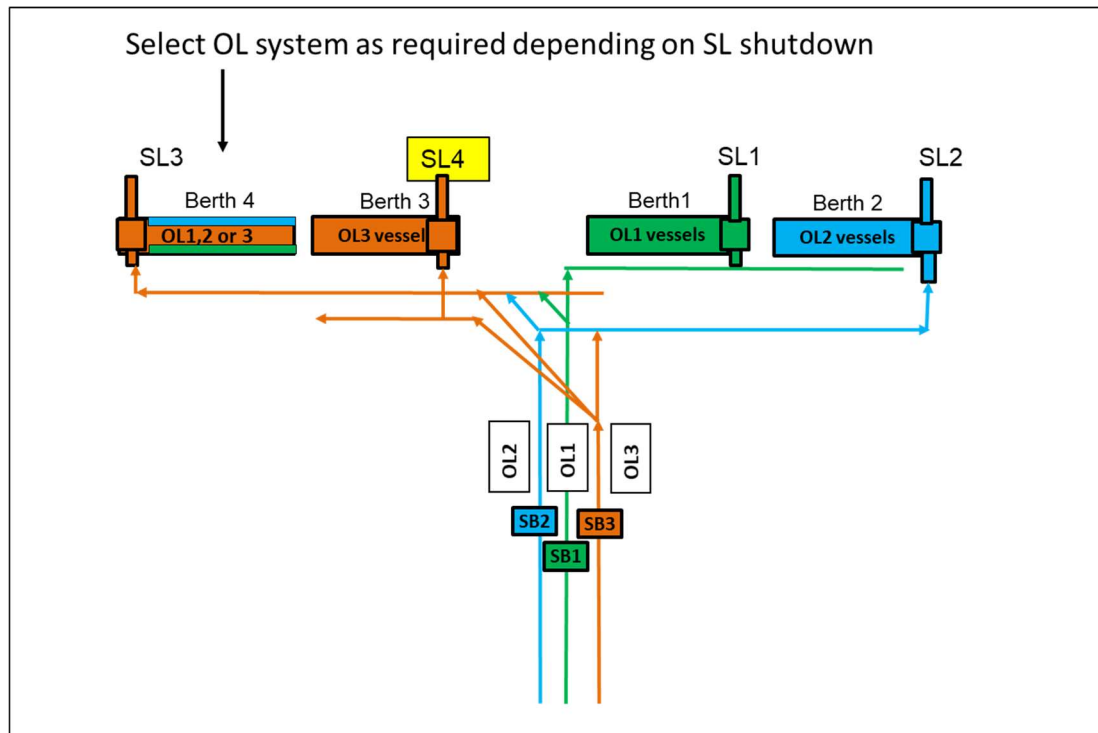 Select OL system as required depending on SL shutdown
SL3
SL4
SL1
SL2
Berth 4
Berth 3
Berth1
Berth 2
OL1,2 or 3
OL3 vessel
OL1 vessels
OL2 vessels
OL2
OL1
OL3
SB2
SB3
SB1